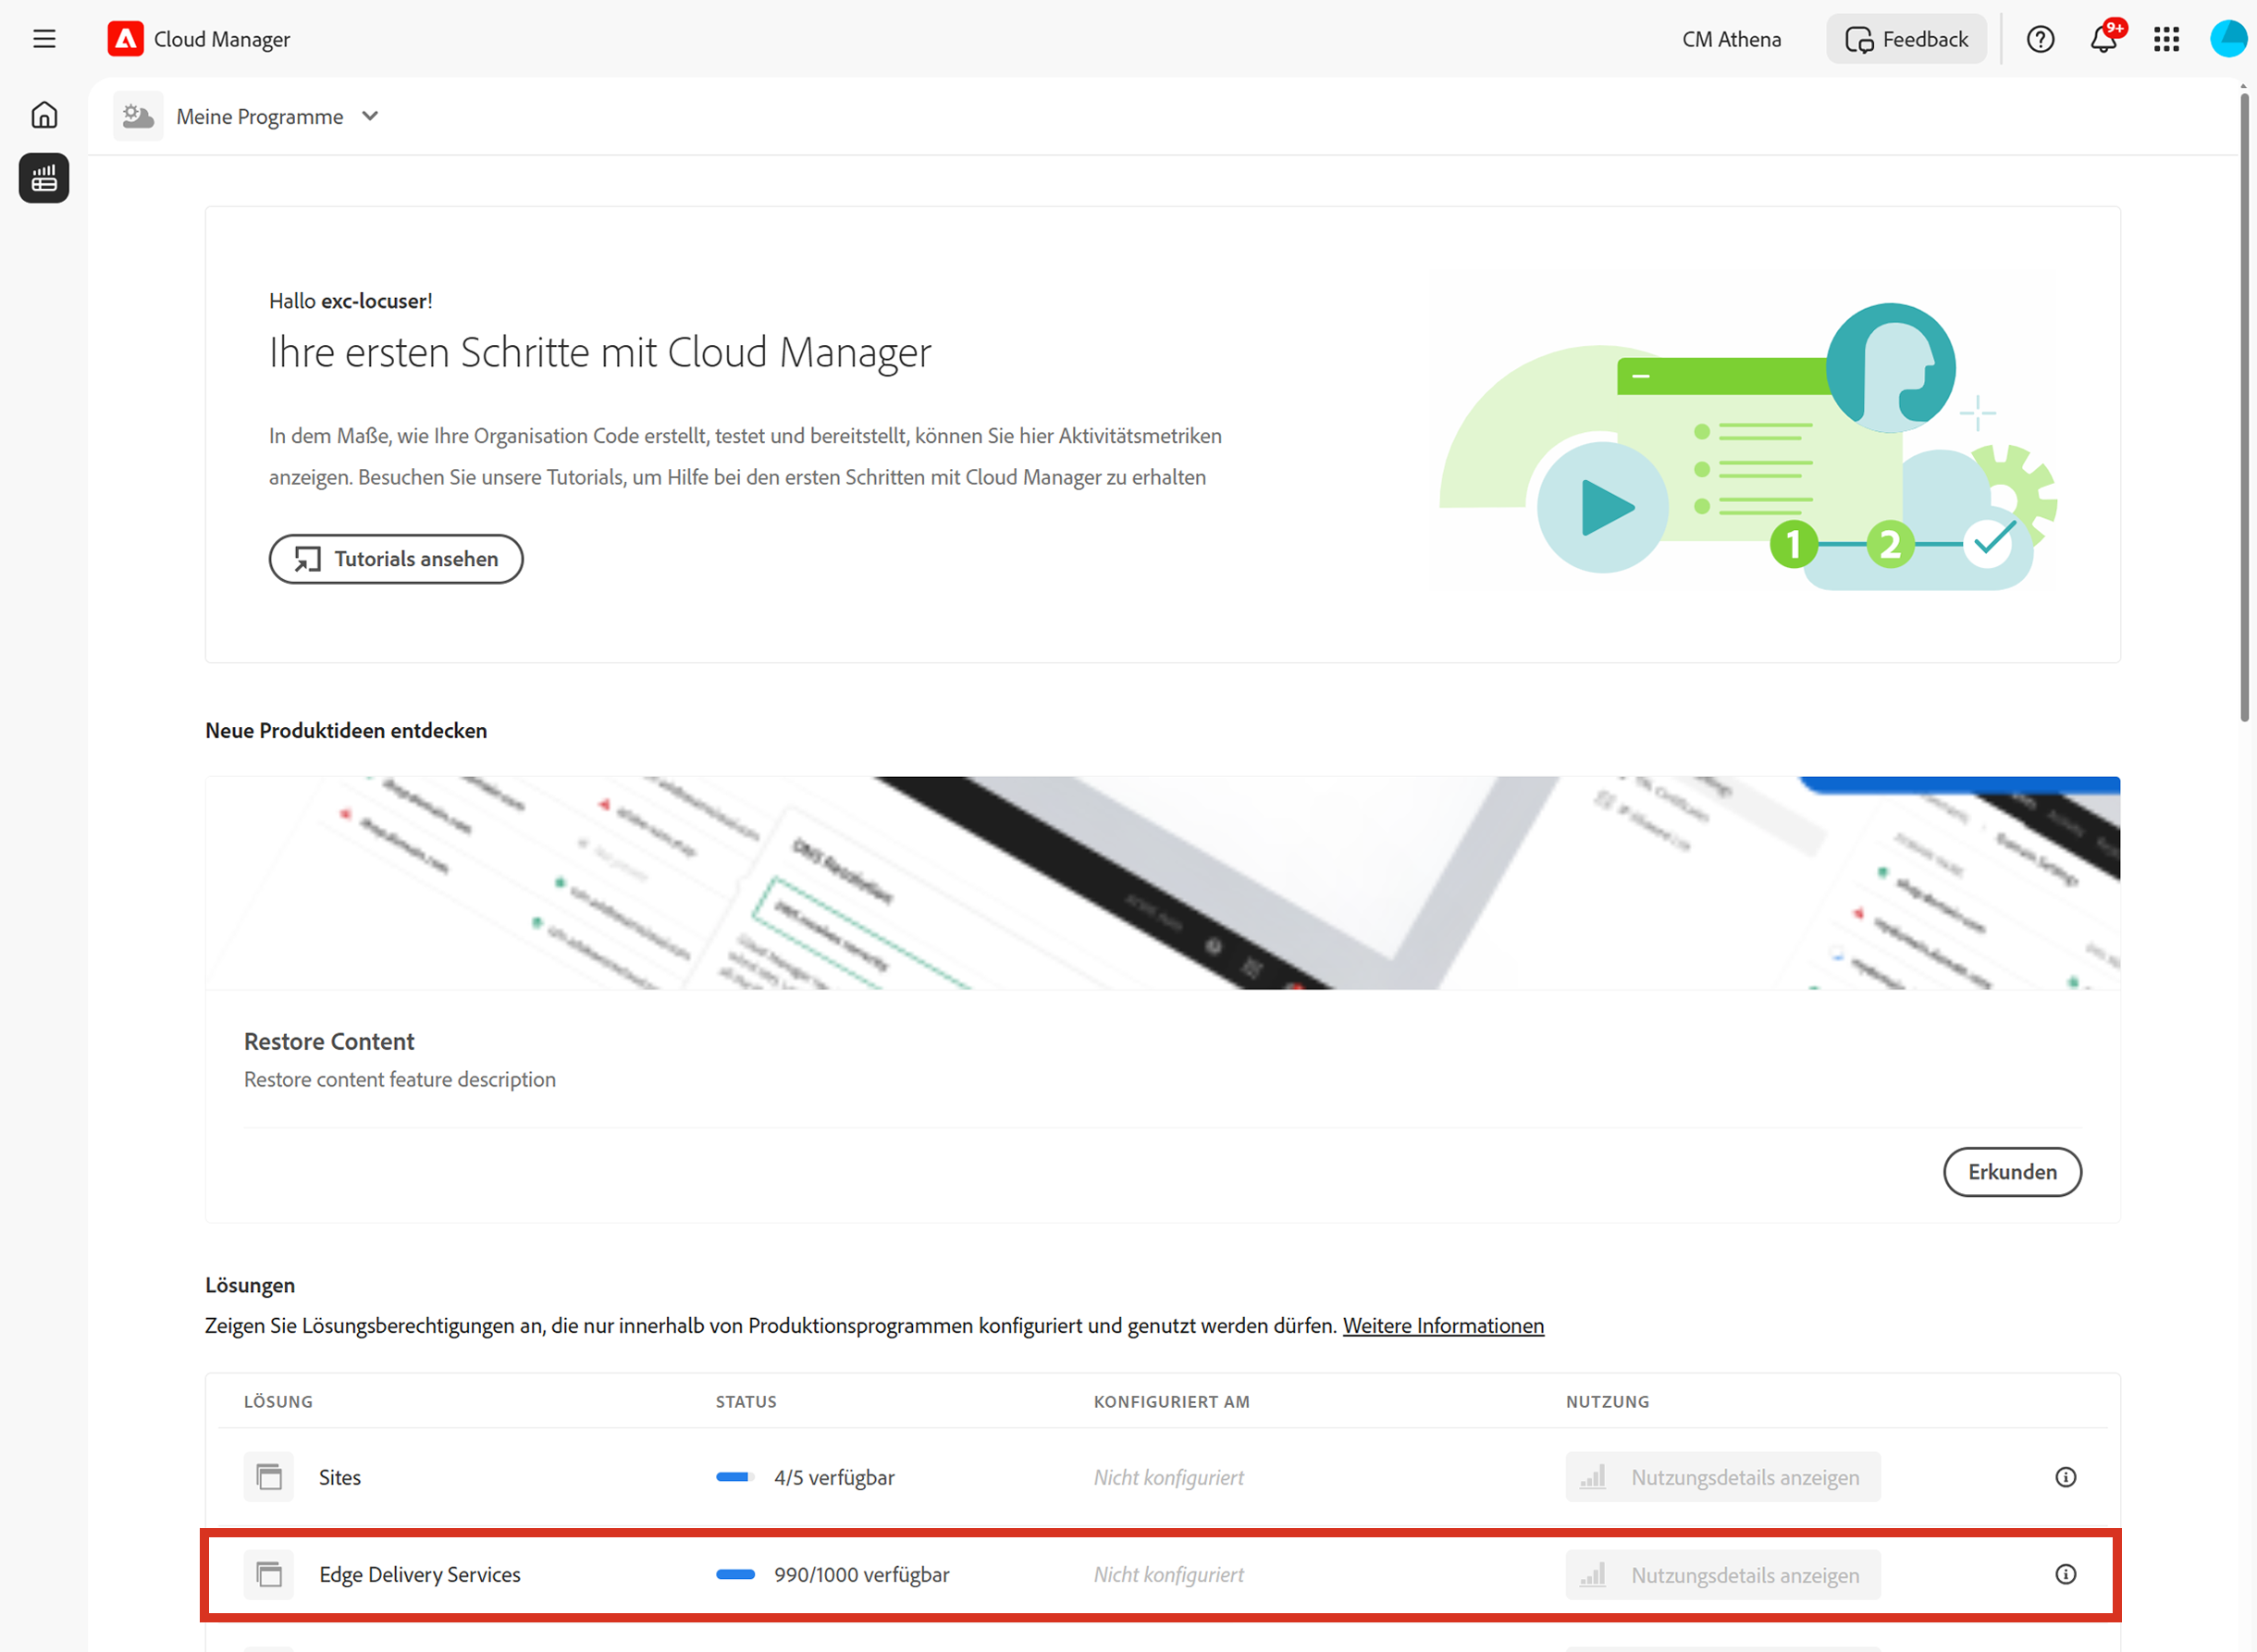 Cloud Manager
CM Athena
Feedback
9+
Meine Programme
Hallo exc-locuser!
Ihre ersten Schritte mit Cloud Manager
In dem Maße, wie Ihre Organisation Code erstellt, testet und bereitstellt, können Sie hier Aktivitätsmetriken
anzeigen. Besuchen Sie unsere Tutorials, um Hilfe bei den ersten Schritten mit Cloud Manager zu erhalten
Tutorials ansehen
1
2
Neue Produktideen entdecken
shop.domain.com
DNS Resolution
Restore Content
Restore content feature description
Erkunden
Lösungen
Zeigen Sie Lösungsberechtigungen an, die nur innerhalb von Produktionsprogrammen konfiguriert und genutzt werden dürfen. Weitere Informationen
LÖSUNG STATUS KONFIGURIERT AM NUTZUNG
Sites 4/5 verfügbar Nicht konfiguriert Nutzungsdetails anzeigen
Edge Delivery Services 990/1000 verfügbar Nicht konfiguriert Nutzungsdetails anzeigen